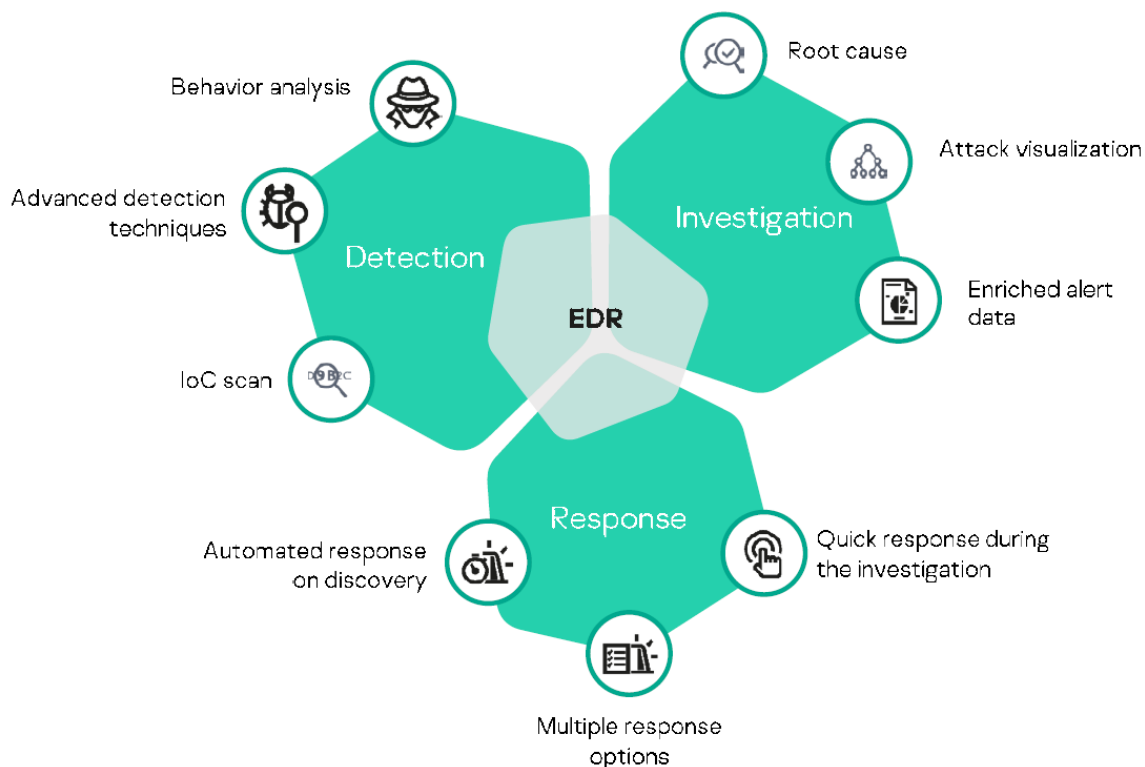 Root cause
Behavior analysis
Attack visualization
Advanced detection
techniques
Investigation
Detection
Enriched alert
data
EDR
IoC scan
Response
Quick response during
the investigation
Automated response
on discovery
Multiple response
options